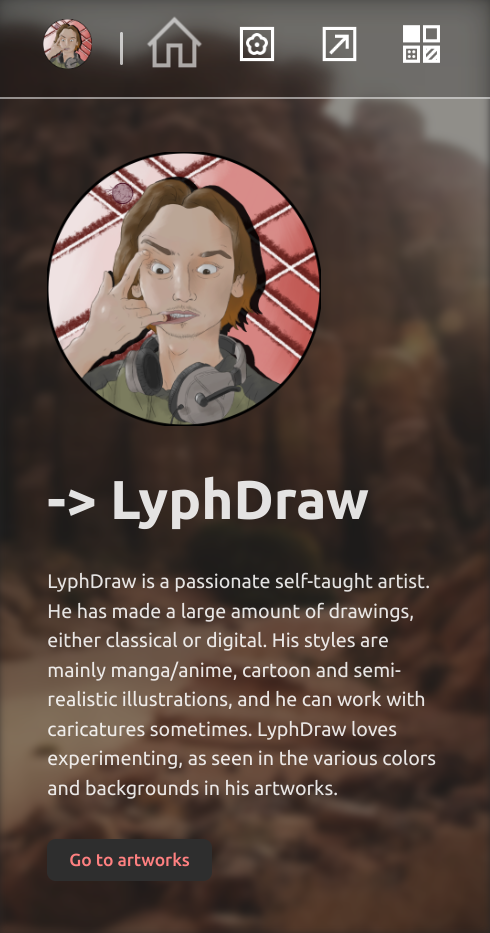 -> LyphDraw
LyphDraw is a passionate self-taught artist.
He has made a large amount of drawings,
either classical or digital. His styles are
mainly manga/anime, cartoon and semi-
realistic illustrations, and he can work with
caricatures sometimes. LyphDraw loves
experimenting, as seen in the various colors
and backgrounds in his artworks.
Go to artworks